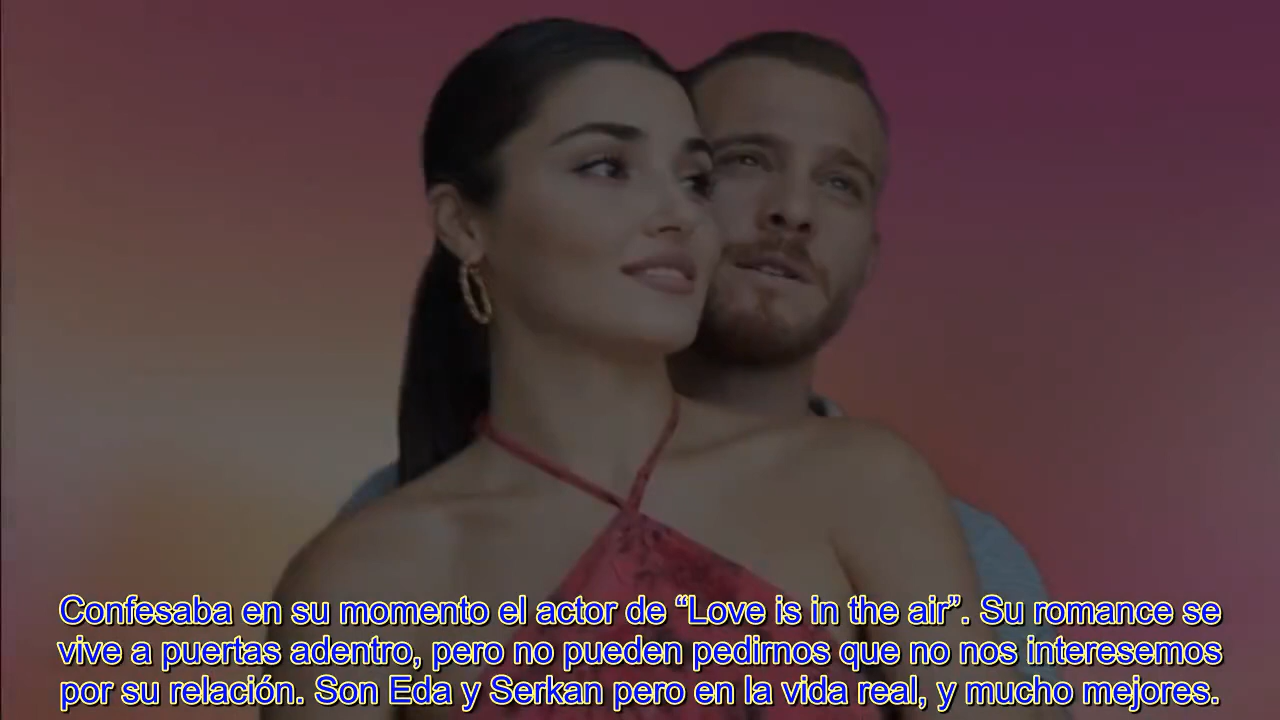 Confesaba en su momento el actor de “Love is in the air”. Su romance se
vive a puertas adentro, pero no pueden pedirnos que no nos interesemos
por su relación. Son Eda y Serkan pero en la vida real, y mucho mejores.